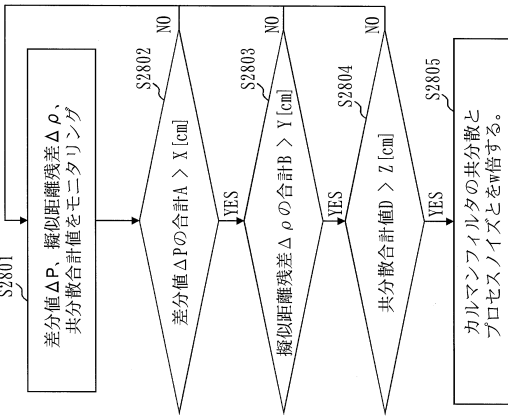 S2801
差分値ΔP、擬似距離残差Δρ、
共分散合計値をモニタリング
S2802
差分値ΔPの合計A > X[cm]
NO
YES
S2803
擬似距離残差Δρの合計B > Y[cm]
NO
YES
S2804
共分散合計値D > Z[cm]
NO
YES
S2805
カルマンフィルタの共分散と
プロセスノイズとをw倍する。